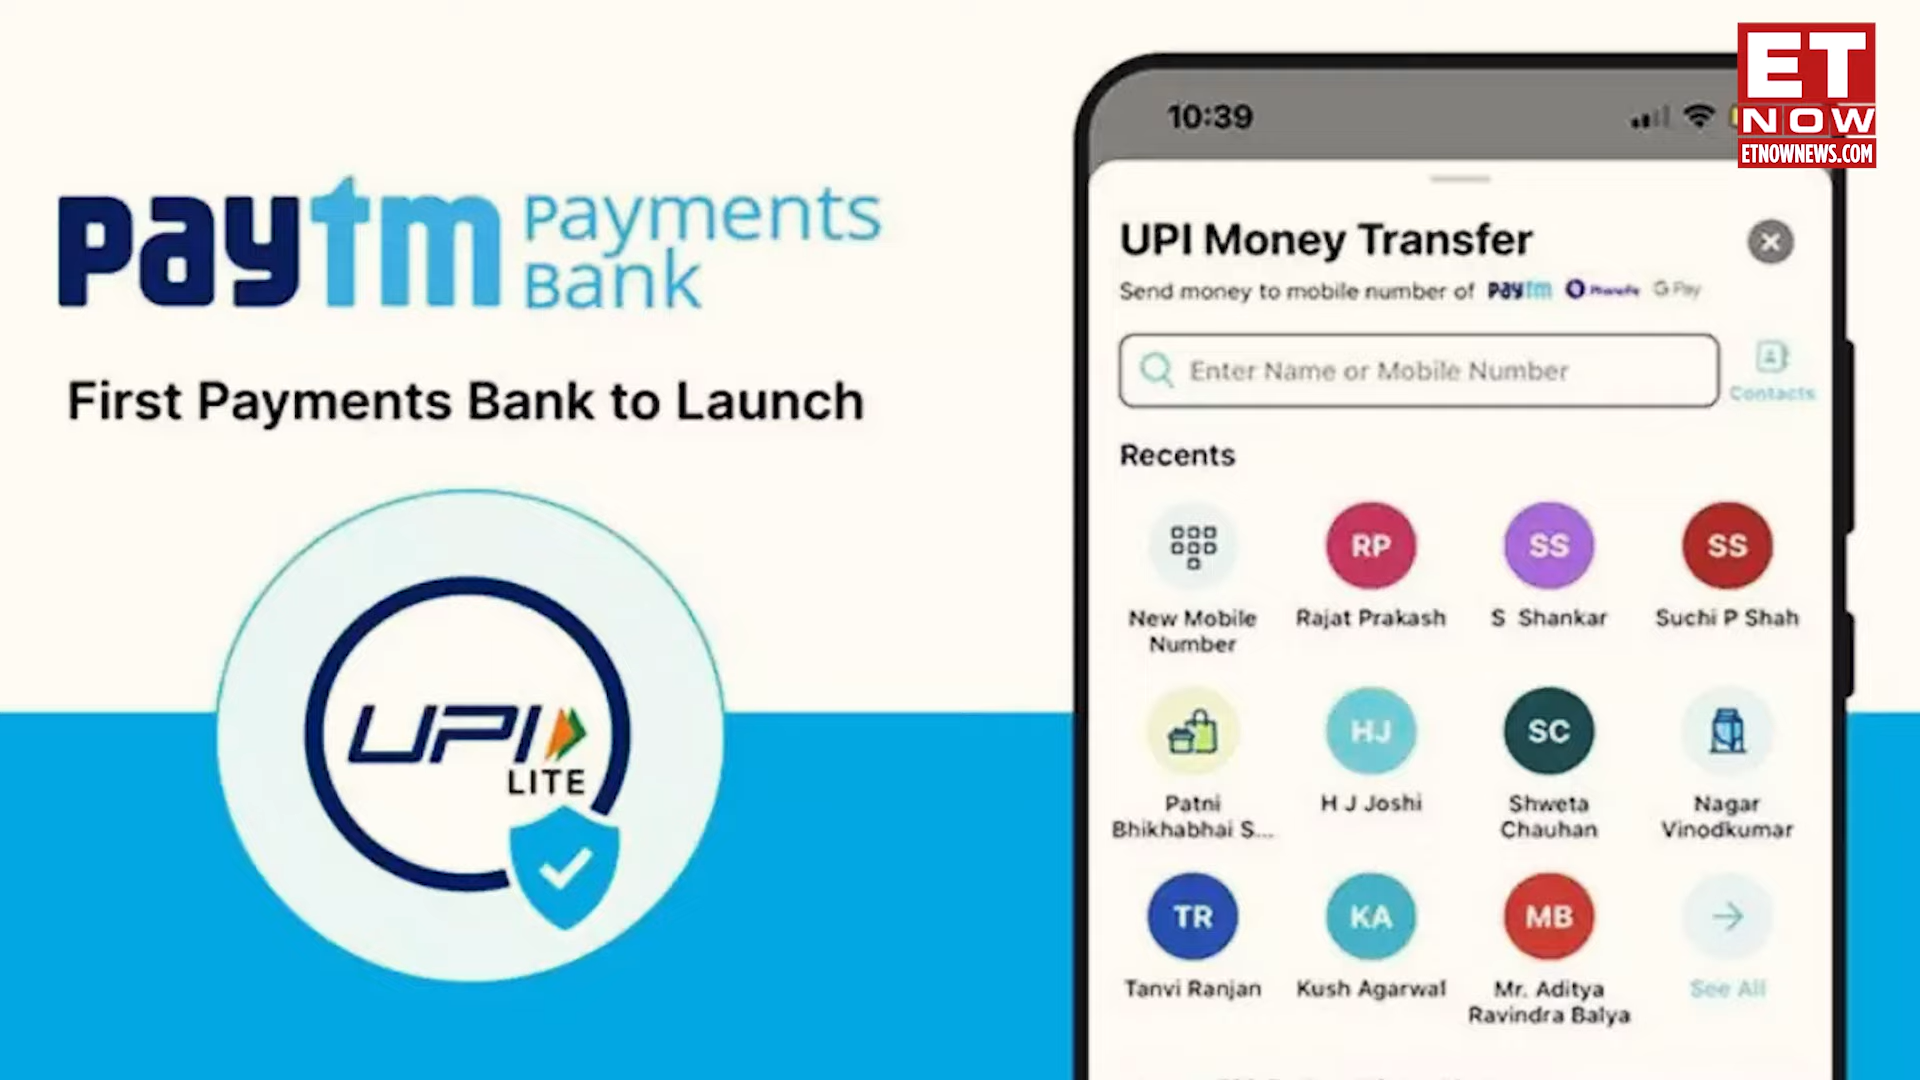 ET
NOW
ETNOWNEWS.COM
paytm Payments
Bank
First Payments Bank to Launch
UPI
LITE
10:39
UPI Money Transfer
Send money to mobile number of paytm PhonePe G Pay
Enter Name or Mobile Number
Contacts
Recents
RP
SS
SS
New Mobile
Number
Rajat Prakash
S Shankar
Suchi P Shah
HJ
SC
Patni
Bhikhabhai S...
H J Joshi
Shweta
Chauhan
Nagar
Vinodkumar
TR
KA
MB
Tanvi Ranjan
Kush Agarwal
Mr. Aditya
Ravindra Balya
See All